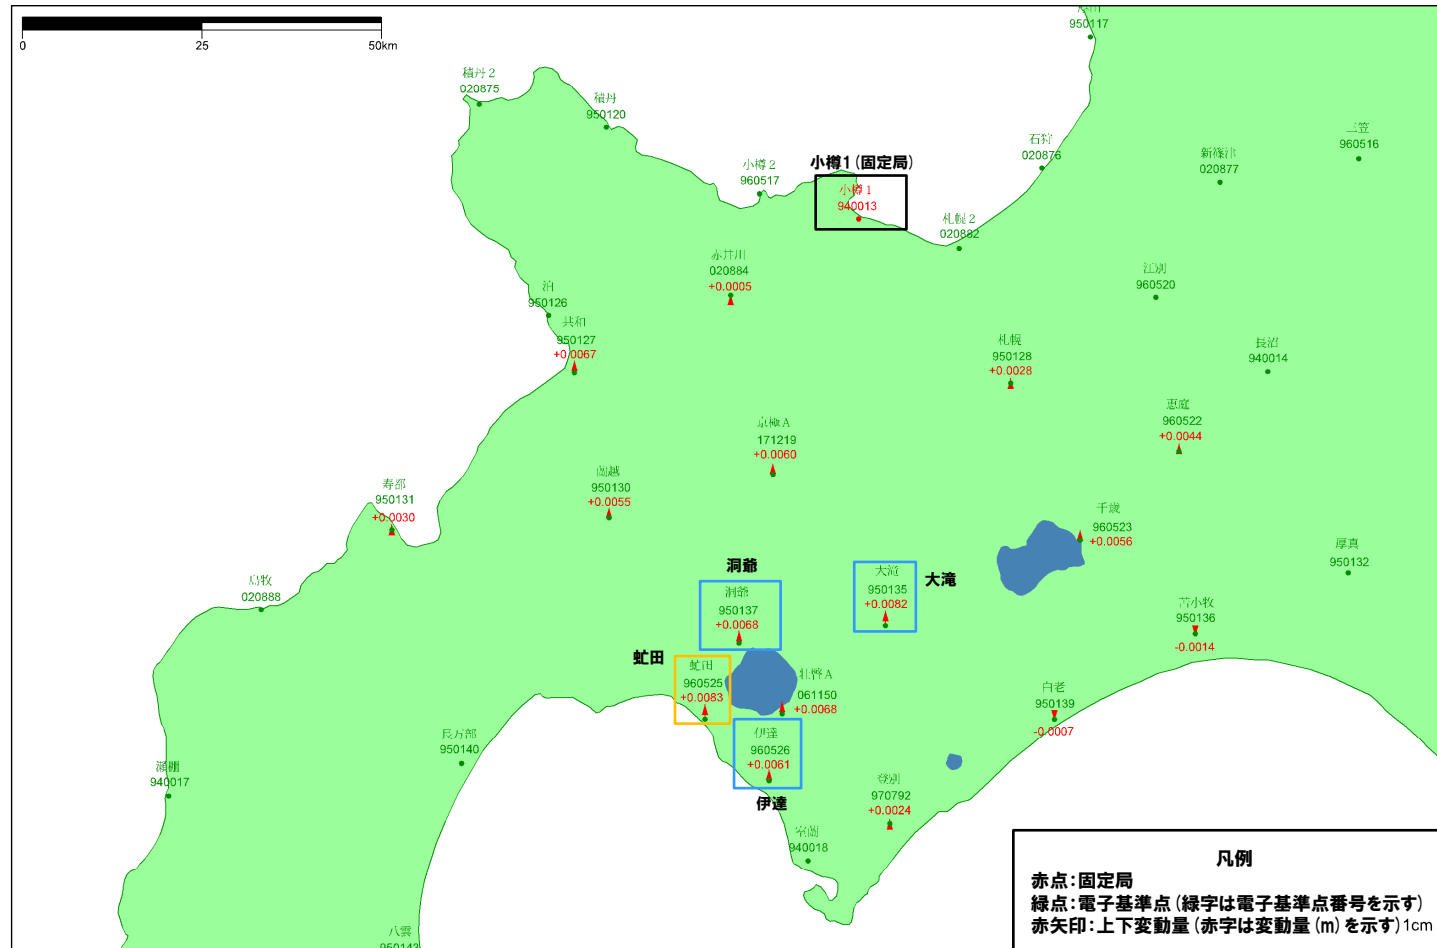 0
25
50km
950117
積丹２
020875
積丹
950120
小樽２
960517
小樽1(固定局)
小樽１
940013
石狩
020876
新篠津
020877
三笠
960516
札幌２
020882
赤井川
020884
+0.0005
江別
960520
泊
950126
共和
950127
+0.0067
札幌
950128
+0.0028
長沼
940014
恵庭
960522
+0.0044
京極Ａ
171219
+0.0060
蘭越
950130
+0.0055
寿都
950131
+0.0030
千歳
960523
+0.0056
厚真
950132
島牧
020888
洞爺
洞爺
950137
+0.0068
大滝
大滝
950135
+0.0082
苫小牧
950136
-0.0014
虻田
虻田
960525
+0.0083
壮瞥Ａ
061150
+0.0068
白老
950139
-0.0007
長万部
950140
伊達
960526
+0.0061
伊達
瀬棚
940017
登別
970792
+0.0024
室蘭
940018
八雲
950143
凡例
赤点：固定局
緑点：電子基準点(緑字は電子基準点番号を示す)
赤矢印：上下変動量(赤字は変動量(m)を示す) 1cm